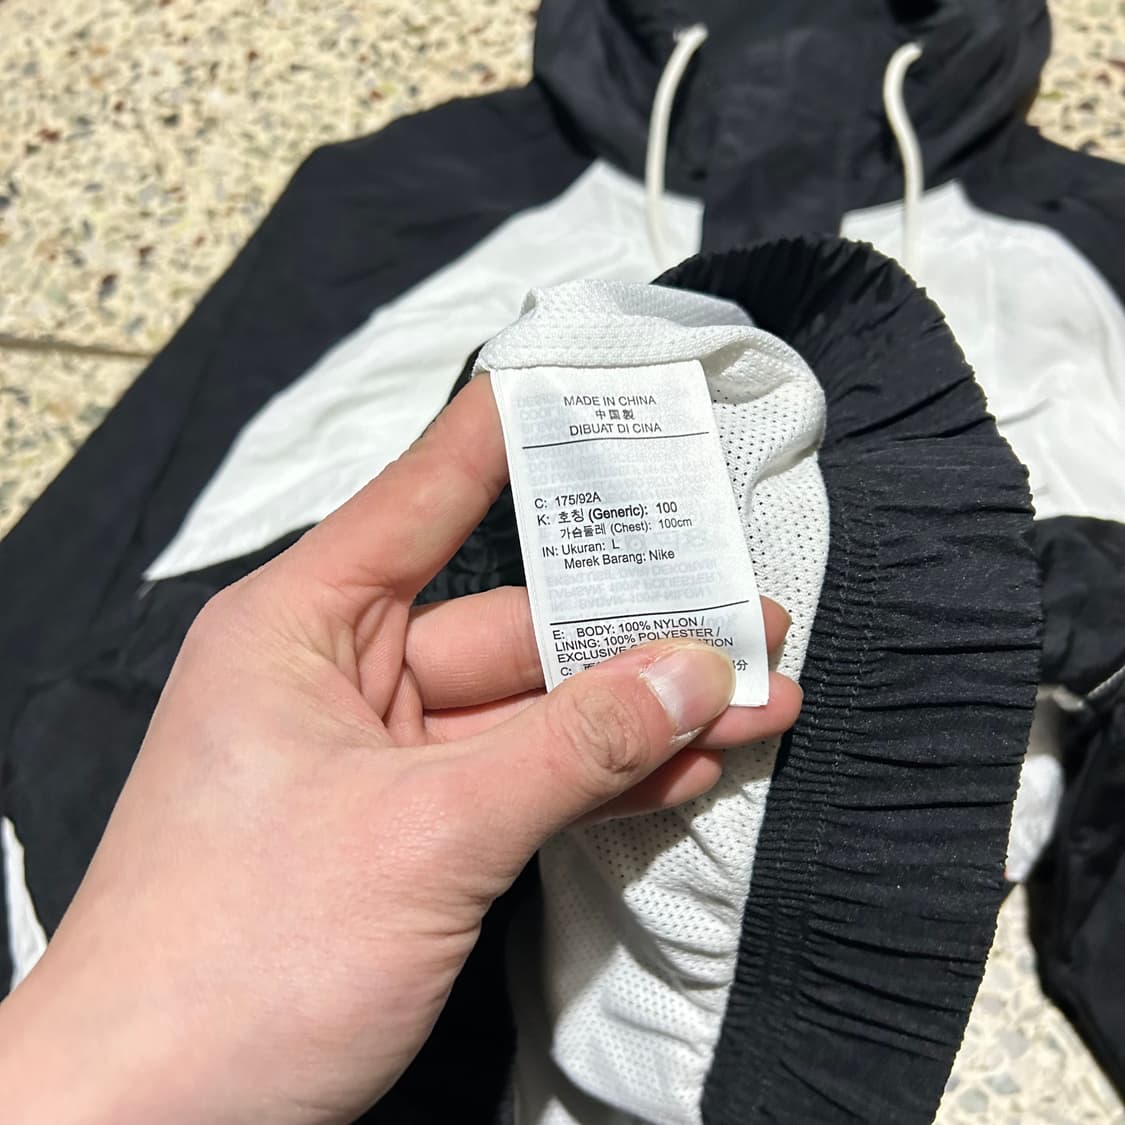 MADE IN CHINA
中国製
DIBUAT DI CINA
C: 175/92A
K: 호칭 (Generic): 100
가슴둘레 (Chest): 100cm
IN: Ukuran: L
Merek Barang: Nike
E: BODY: 100% NYLON /
LINING: 100% POLYESTER /
EXCLUSIVE
C: